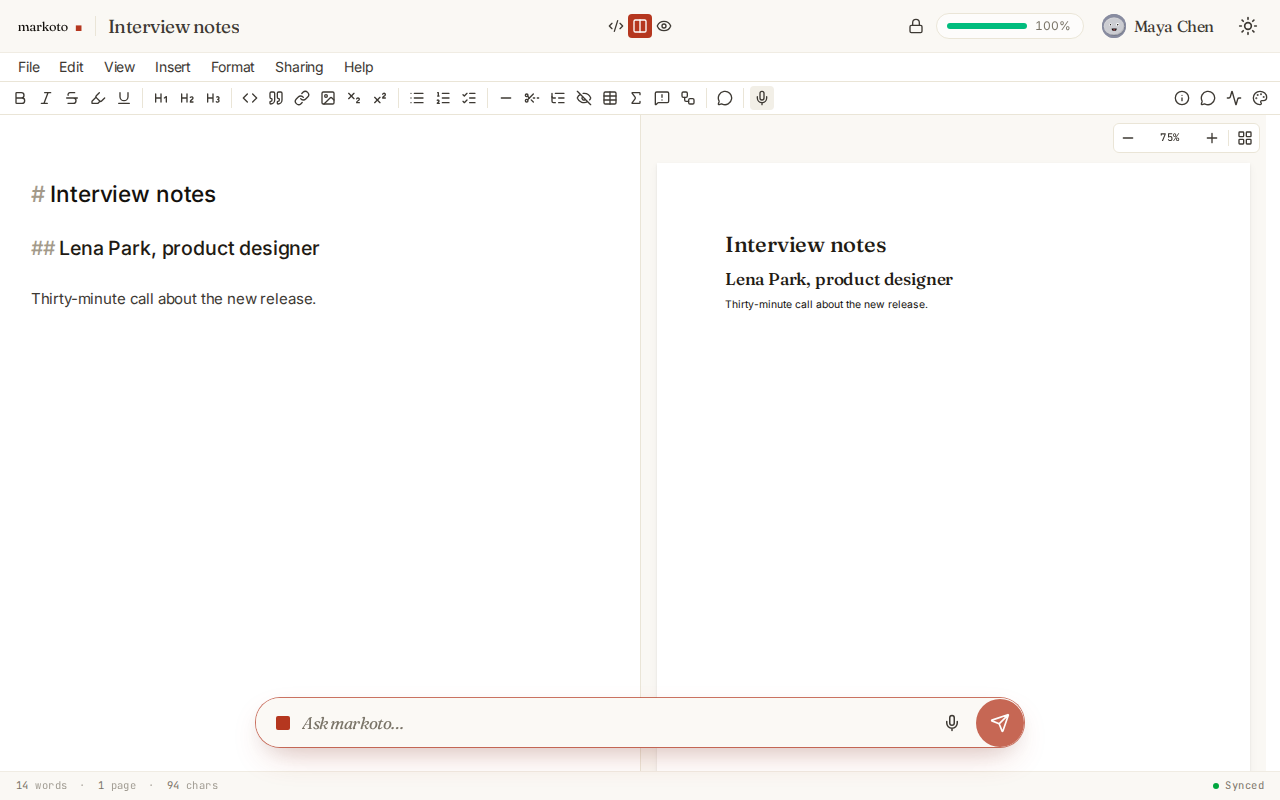 markoto
Interview notes
100%
Maya Chen
File Edit View Insert Format Sharing Help
H1 H2 H3
75%
# Interview notes
## Lena Park, product designer
Thirty-minute call about the new release.
Interview notes
Lena Park, product designer
Thirty-minute call about the new release.
Ask markoto...
14 words · 1 page · 94 chars
Synced